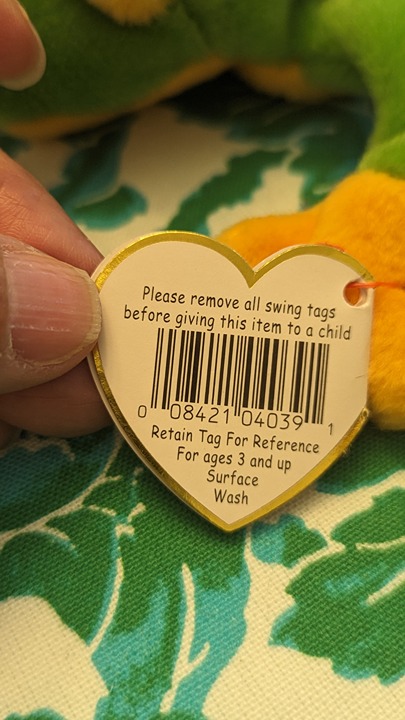 Please remove all swing tags
before giving this item to a child
0 08421 04039 1
Retain Tag For Reference
For ages 3 and up
Surface
Wash